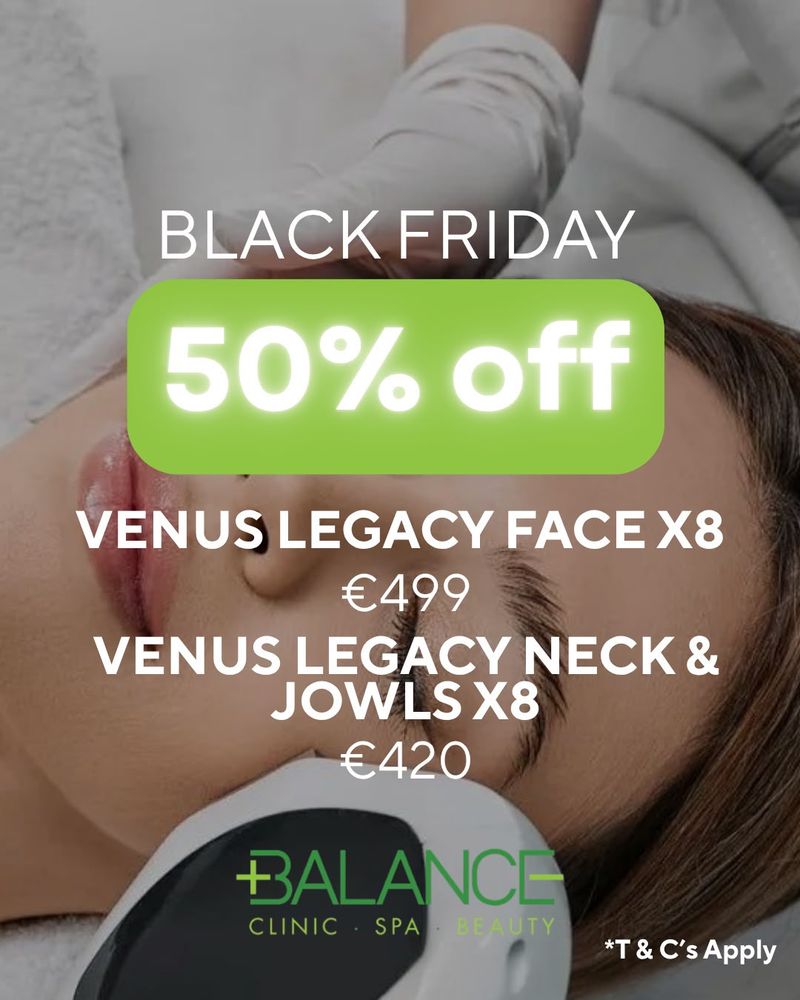 BLACK FRIDAY
50% off
VENUS LEGACY FACE X8
€499
VENUS LEGACY NECK &
JOWLS X8
€420
BALANCE
CLINIC · SPA · BEAUTY
*T & C's Apply